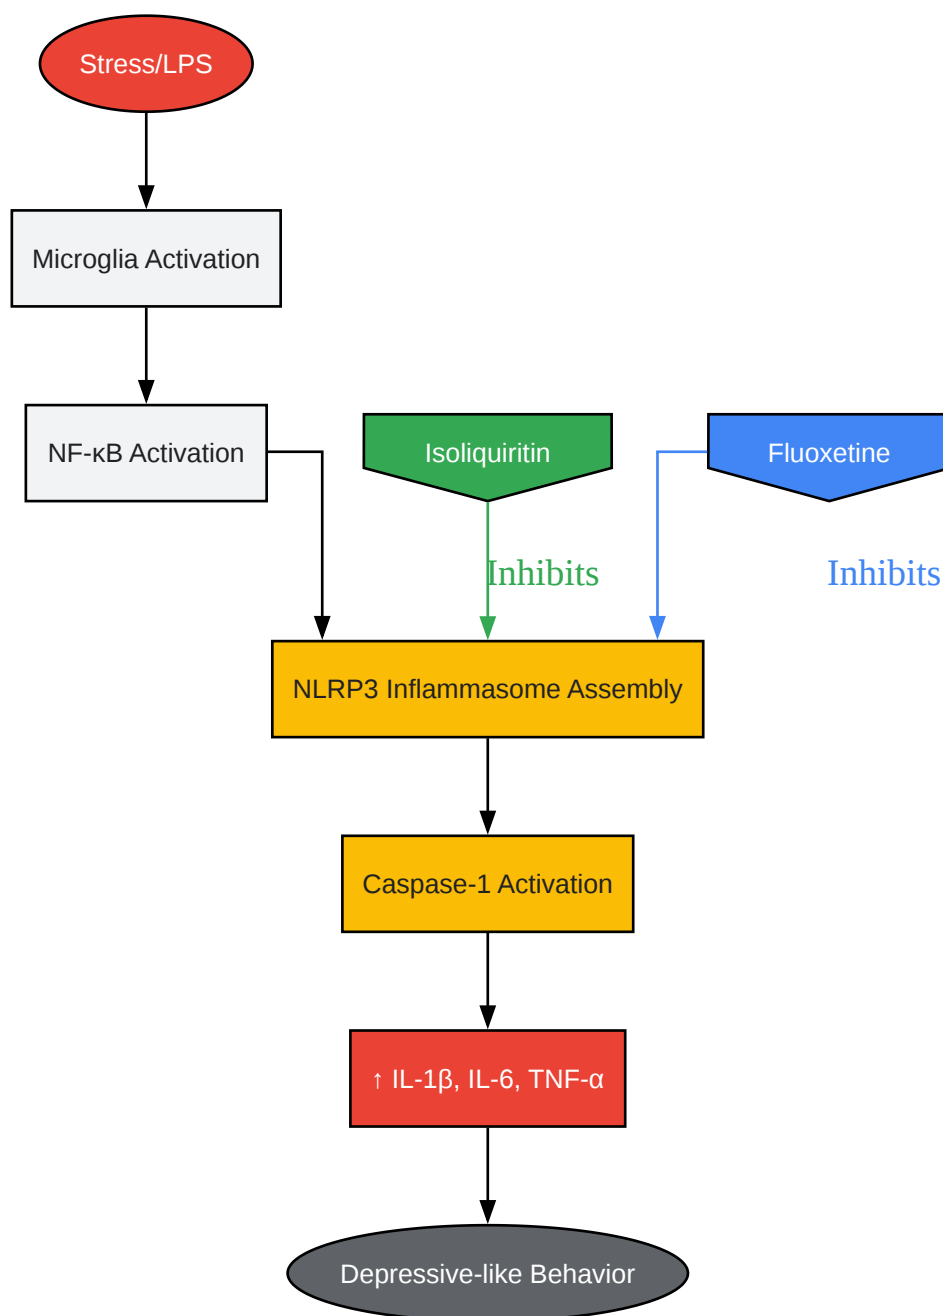 Stress/LPS
Microglia Activation
NF-κB Activation
Isoliquiritin
Fluoxetine
Inhibits
Inhibits
NLRP3 Inflammasome Assembly
Caspase-1 Activation
↑ IL-1β, IL-6, TNF-α
Depressive-like Behavior